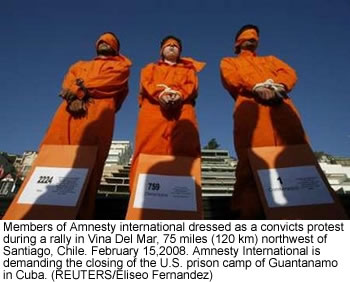 2224
759
1
Members of Amnesty international dressed as a convicts protest
during a rally in Vina Del Mar, 75 miles (120 km) northwest of
Santiago, Chile. February 15,2008. Amnesty International is
demanding the closing of the U.S. prison camp of Guantanamo
in Cuba. (REUTERS/Eliseo Fernandez)